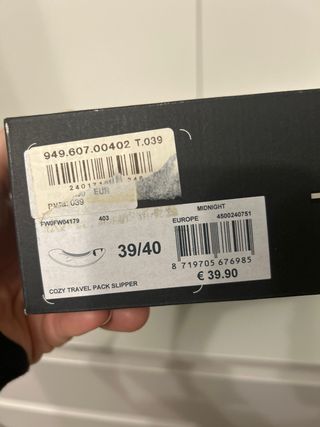 949.607.00402 T.039
EUR
039
FW0FW04179 403
MIDNIGHT
EUROPE 4500240751
39/40
8 719705 676985
€ 39.90
COZY TRAVEL PACK SLIPPER